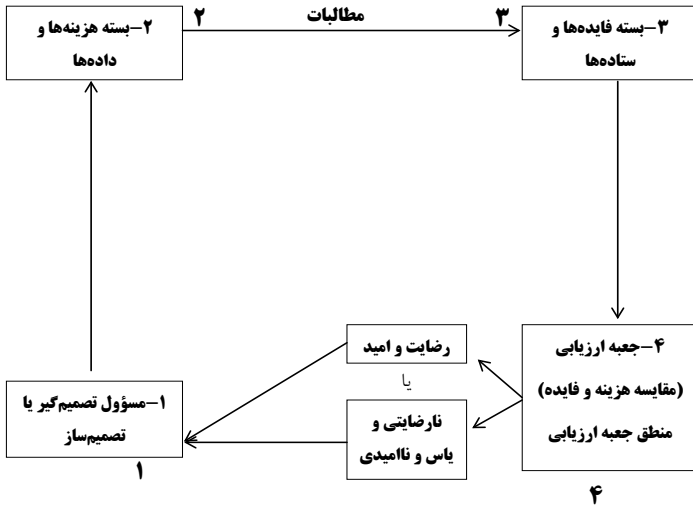 ۲–بسته هزینه‌ها و
داده‌ها
۲
مطالبات
۳
۳–بسته فایده‌ها و
ستاده‌ها
۴–جعبه ارزیابی
(مقایسه هزینه و فایده)
منطق جعبه ارزیابی
۴
رضایت و امید
یا
نارضایتی و
یاس و ناامیدی
۱–مسؤول تصمیم‌گیر یا
تصمیم‌ساز
۱